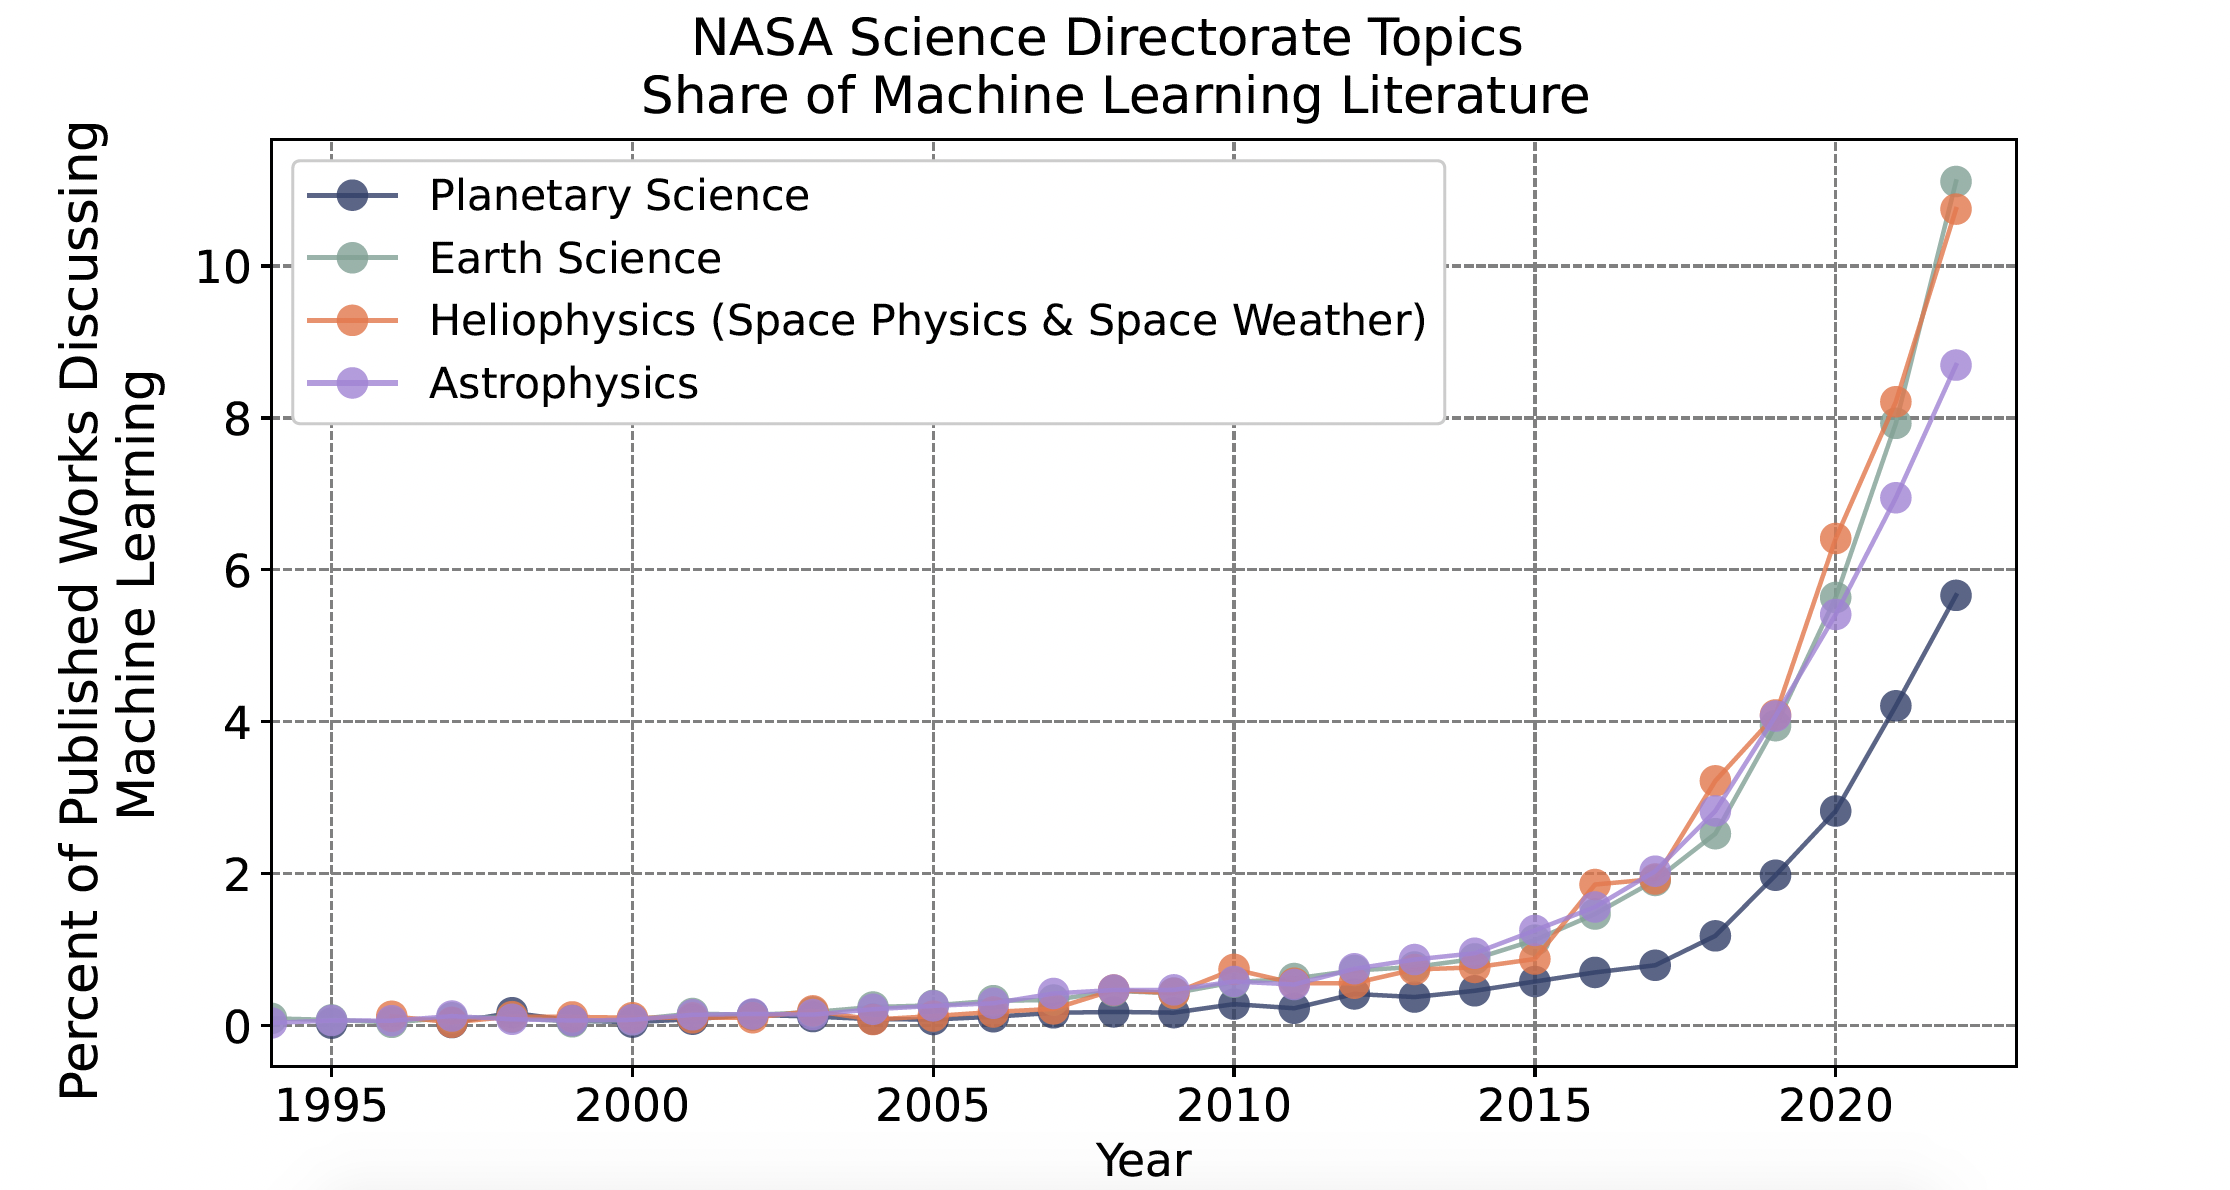 NASA Science Directorate Topics
Share of Machine Learning Literature
Percent of Published Works Discussing
Machine Learning
Planetary Science
Earth Science
Heliophysics (Space Physics & Space Weather)
Astrophysics
10
8
6
4
2
0
1995 2000 2005 2010 2015 2020
Year